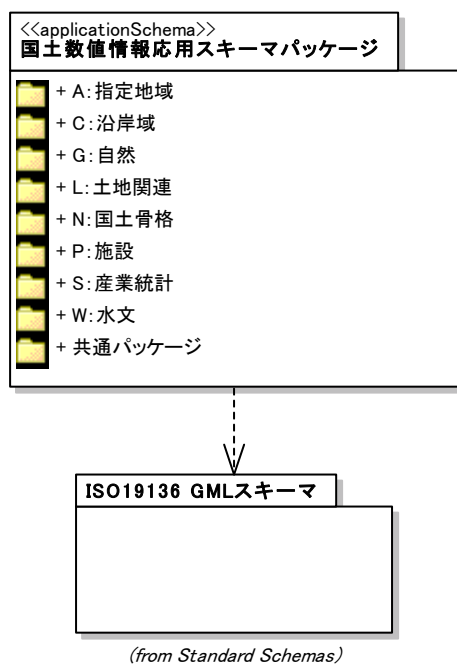 <<applicationSchema>>
国土数値情報応用スキーマパッケージ
+ A:指定地域
+ C:沿岸域
+ G:自然
+ L:土地関連
+ N:国土骨格
+ P:施設
+ S:産業統計
+ W:水文
+ 共通パッケージ
ISO19136 GMLスキーマ
(from Standard Schemas)